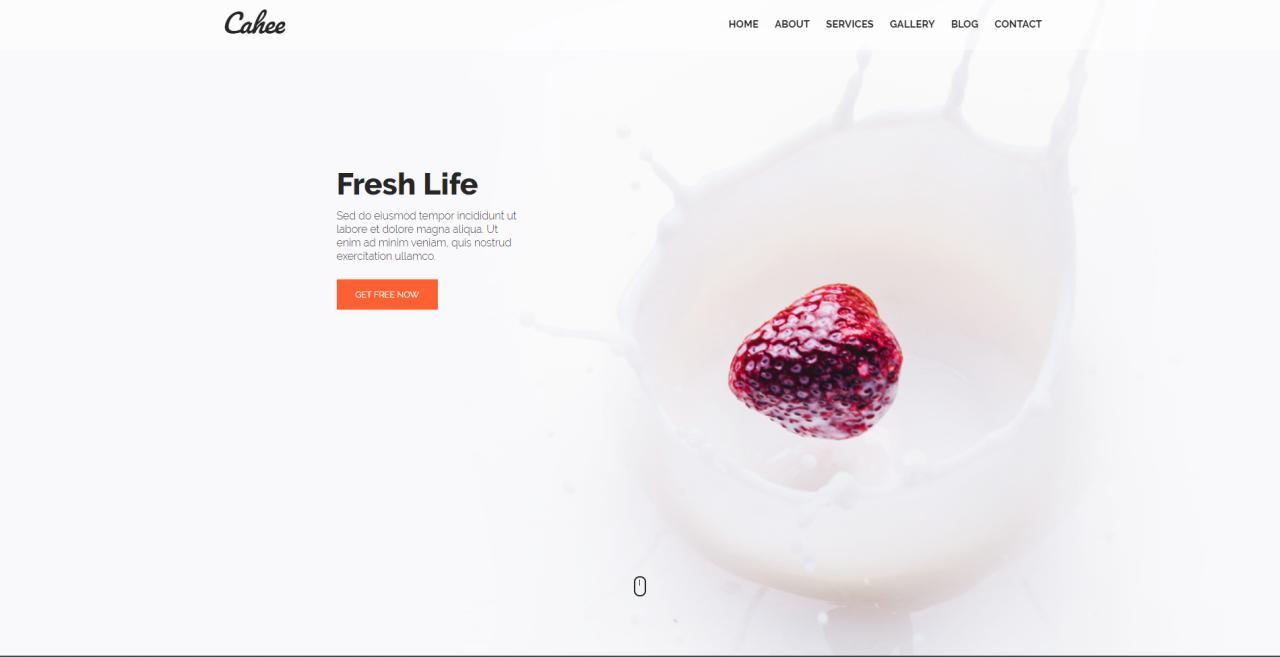 Cahee
HOME ABOUT SERVICES GALLERY BLOG CONTACT
Fresh Life
Sed do eiusmod tempor incididunt ut
labore et dolore magna aliqua. Ut
enim ad minim veniam, quis nostrud
exercitation ullamco.
GET FREE NOW